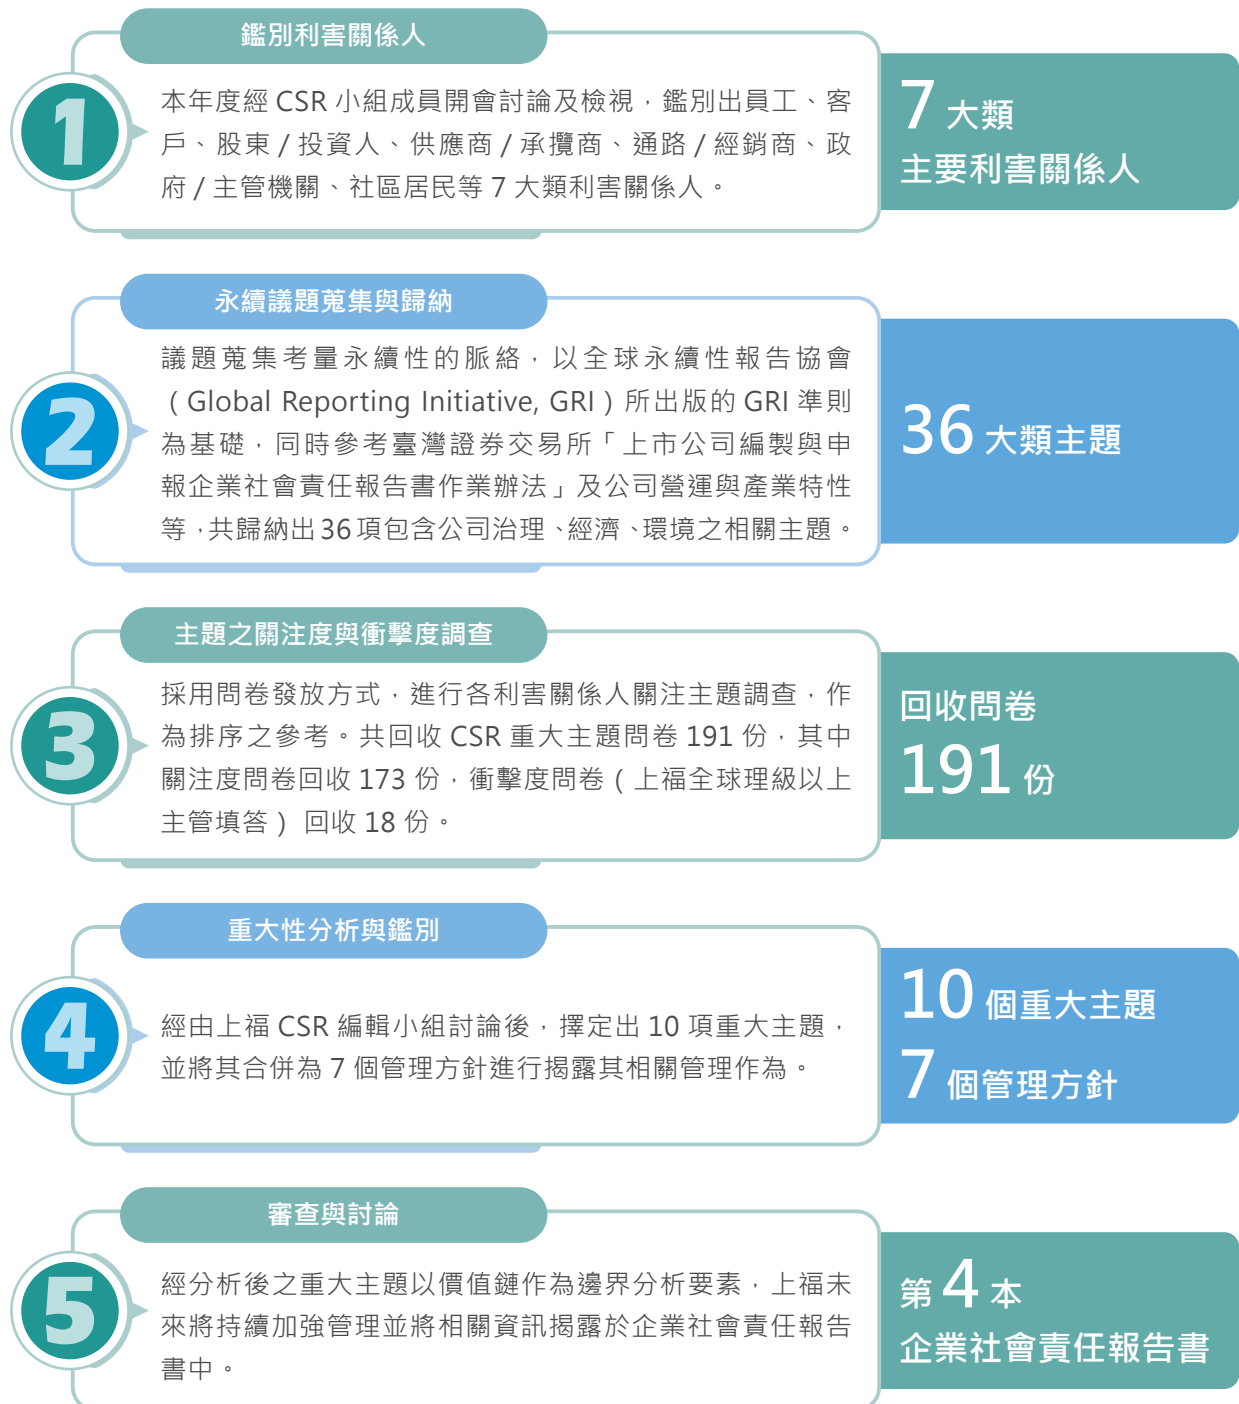 鑑別利害關係人
1
本年度經 CSR 小組成員開會討論及檢視，鑑別出員工、客
戶、股東 / 投資人、供應商 / 承攬商、通路 / 經銷商、政
府 / 主管機關、社區居民等 7 大類利害關係人。
7 大類
主要利害關係人
永續議題蒐集與歸納
2
議題蒐集考量永續性的脈絡，以全球永續性報告協會
（Global Reporting Initiative, GRI）所出版的 GRI 準則
為基礎，同時參考臺灣證券交易所「上市公司編製與申
報企業社會責任報告書作業辦法」及公司營運與產業特性
等，共歸納出 36 項包含公司治理、經濟、環境之相關主題。
36 大類主題
主題之關注度與衝擊度調查
3
採用問卷發放方式，進行各利害關係人關注主題調查，作
為排序之參考。共回收 CSR 重大主題問卷 191 份，其中
關注度問卷回收 173 份，衝擊度問卷（上福全球理級以上
主管填答） 回收 18 份。
回收問卷
191 份
重大性分析與鑑別
4
經由上福 CSR 編輯小組討論後，擇定出 10 項重大主題，
並將其合併為 7 個管理方針進行揭露其相關管理作為。
10 個重大主題
7 個管理方針
審查與討論
5
經分析後之重大主題以價值鏈作為邊界分析要素，上福未
來將持續加強管理並將相關資訊揭露於企業社會責任報告
書中。
第 4 本
企業社會責任報告書